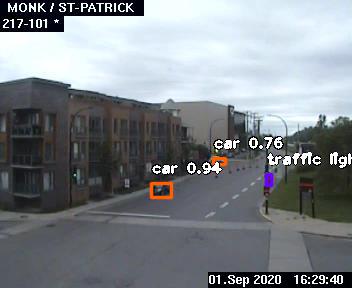 MONK / ST-PATRICK
217-101 *
car 0.76
traffic ligh
car 0.94
01.Sep 2020 16:29:40